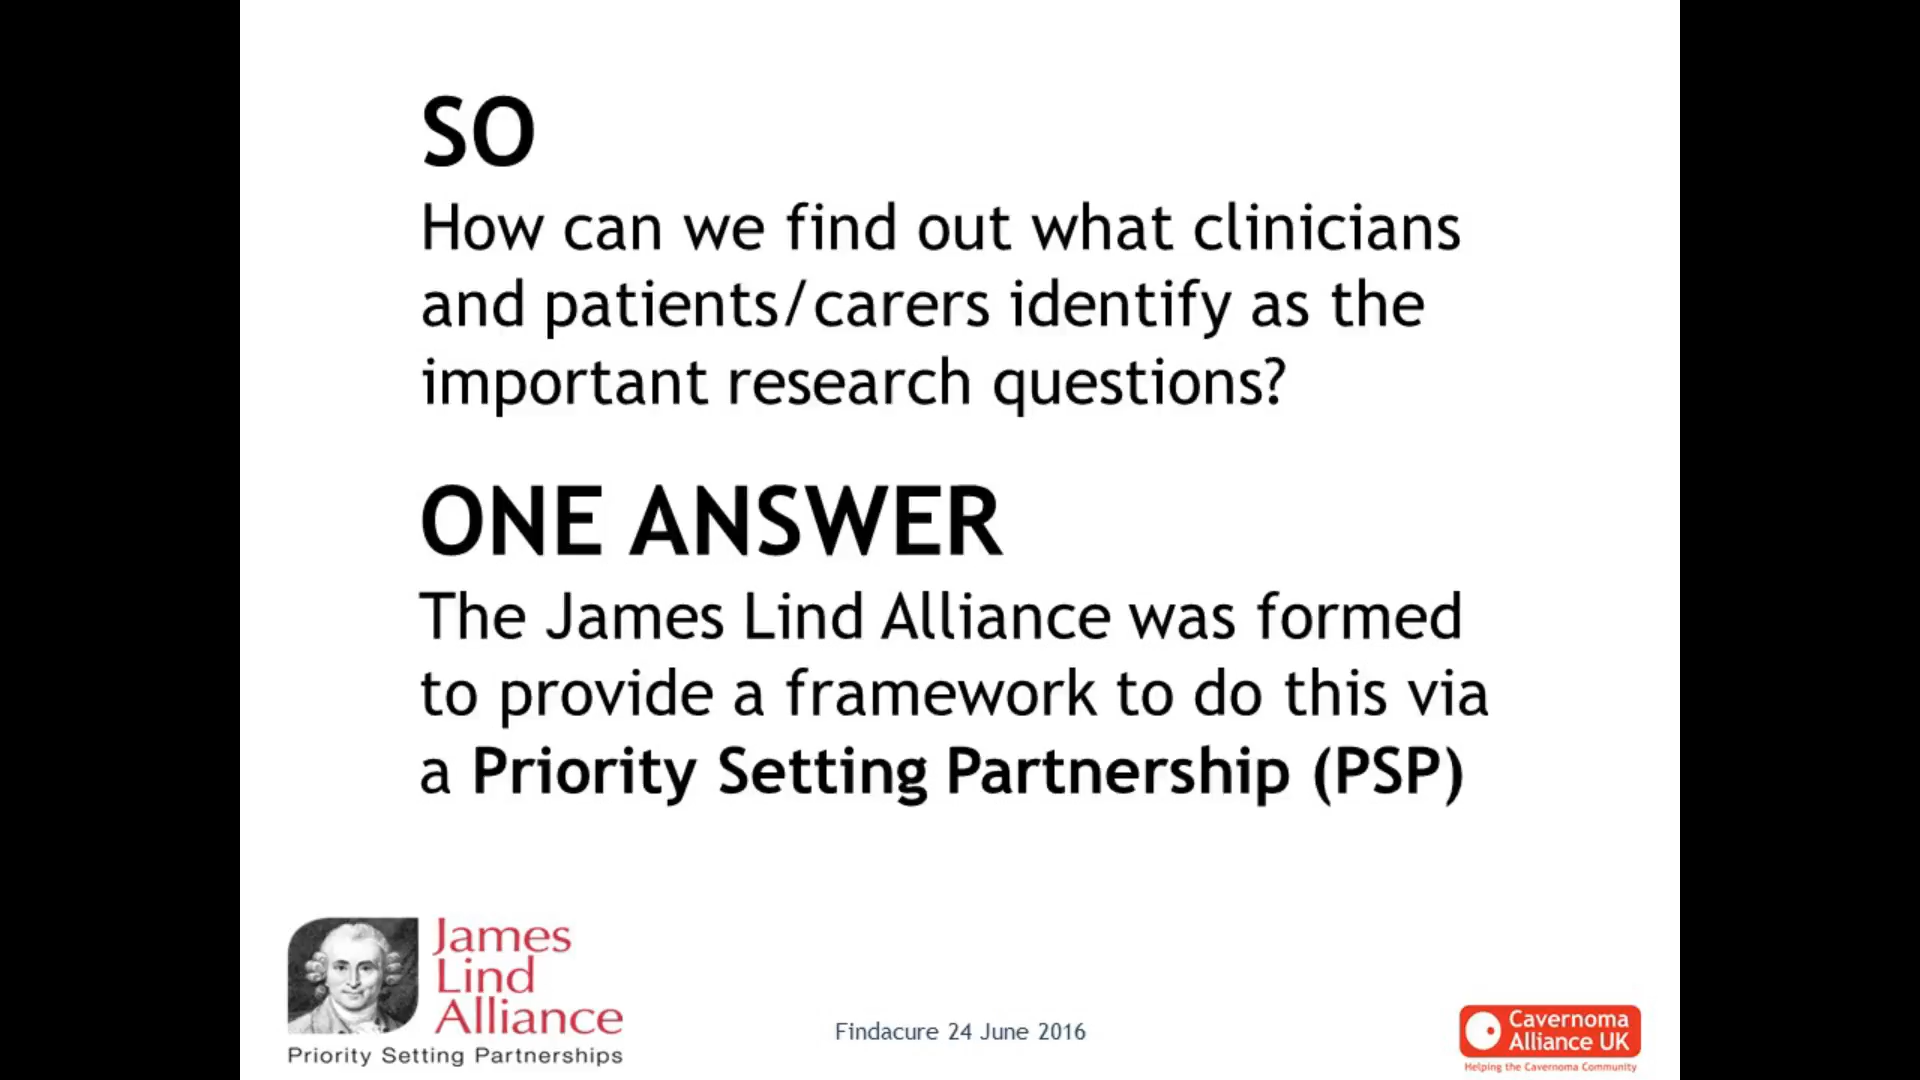 SO
How can we find out what clinicians
and patients/carers identify as the
important research questions?
ONE ANSWER
The James Lind Alliance was formed
to provide a framework to do this via
a Priority Setting Partnership (PSP)
James
Lind
Alliance
Priority Setting Partnerships
Findacure 24 June 2016
Cavernoma
Alliance UK
Helping the Cavernoma Community